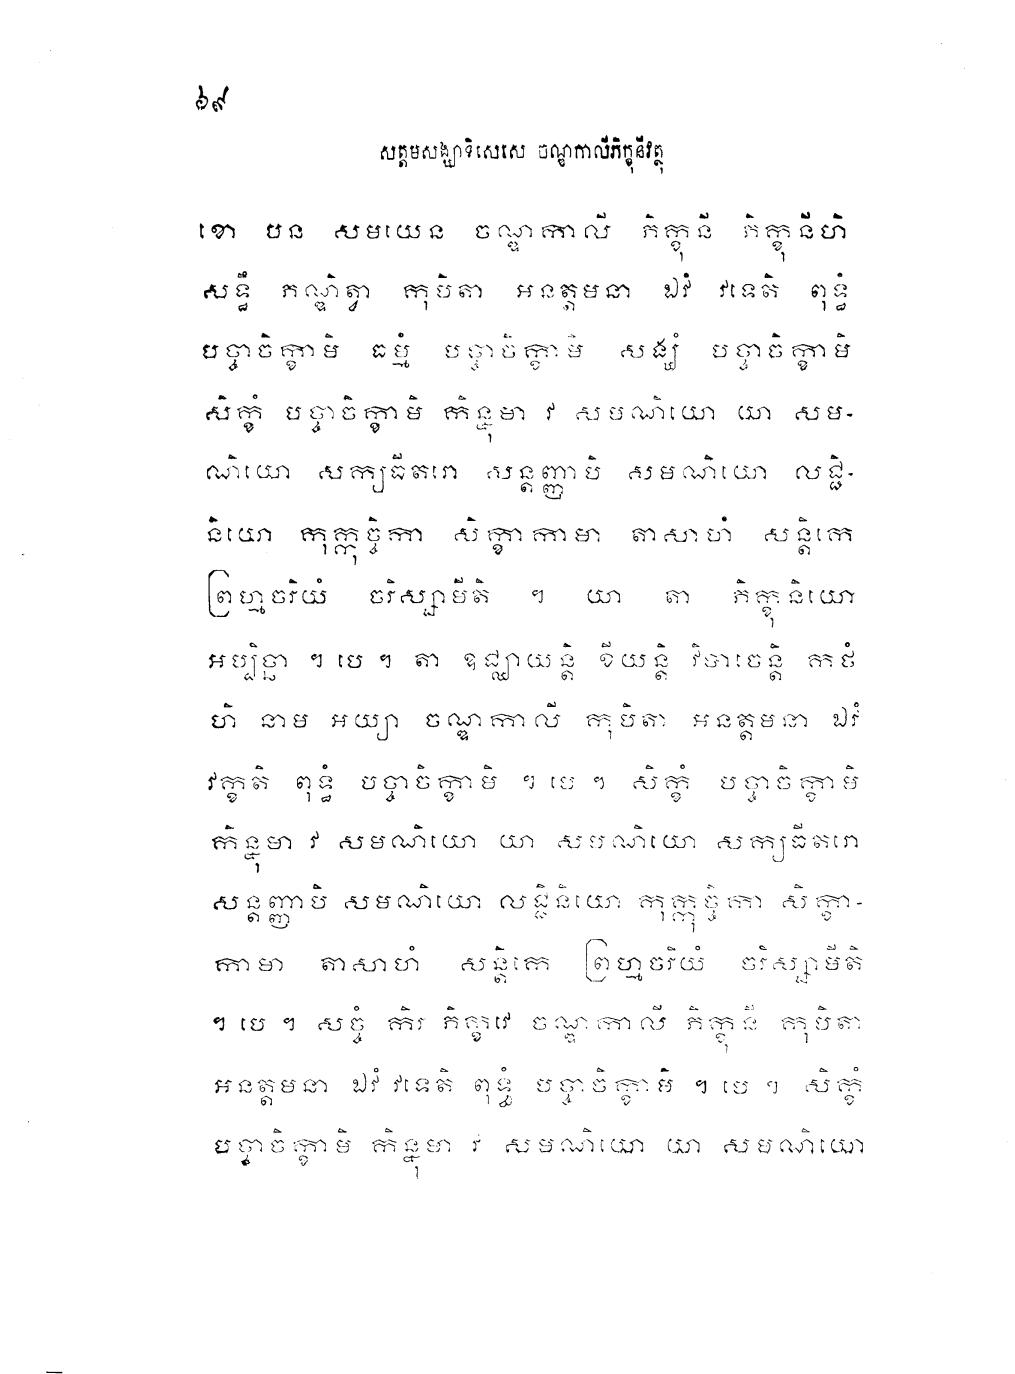 ៦៩
សត្តមសង្ឃាទិសេសេ ចណ្ឌកាលីភិក្ខុនីវត្ថុ
ខោ បន សមយេន ចណ្ឌកាលី ភិក្ខុនី ភិក្ខុនីហិ
សទ្ធឹ ភណ្ឌិត្វា កុបិតា អនត្តមនា ឯវំ វទេតិ ពុទ្ធំ
បច្ចាចិក្ខាមិ ធម្មំ បច្ចាចិក្ខាមិ សង្ឃំ បច្ចាចិក្ខាមិ
សិក្ខំ បច្ចាចិក្ខាមិ កិន្នុមា វ សមណិយោ យា សម-
ណិយោ សក្យធីតរោ សន្តញ្ញាបិ សមណិយោ លជ្ជិ-
និយោ កុក្កុច្ចិកា សិក្ខាកាមា តាសាហំ សន្តិកេ
ព្រហ្មចរិយំ ចរិស្សាមីតិ ។ យា តា ភិក្ខុនិយោ
អប្បិច្ឆា ។ បេ ។ តា ឧជ្ឈាយន្តិ ខីយន្តិ វិបាចេន្តិ កថំ
ហិ នាម អយ្យា ចណ្ឌកាលី កុបិតា អនត្តមនា ឯវំ
វក្ខតិ ពុទ្ធំ បច្ចាចិក្ខាមិ ។ បេ ។ សិក្ខំ បច្ចាចិក្ខាមិ
កិន្នុមា វ សមណិយោ យា សមណិយោ សក្យធីតរោ
សន្តញ្ញាបិ សមណិយោ លជ្ជិនិយោ កុក្កុច្ចិកា សិក្ខា-
កាមា តាសាហំ សន្តិកេ ព្រហ្មចរិយំ ចរិស្សាមីតិ
។ បេ ។ សច្ចំ កិរ ភិក្ខវេ ចណ្ឌកាលី ភិក្ខុនី កុបិតា
អនត្តមនា ឯវំ វទេតិ ពុទ្ធំ បច្ចាចិក្ខាមិ ។ បេ ។ សិក្ខំ
បច្ចាចិក្ខាមិ កិន្នុមា វ សមណិយោ យា សមណិយោ